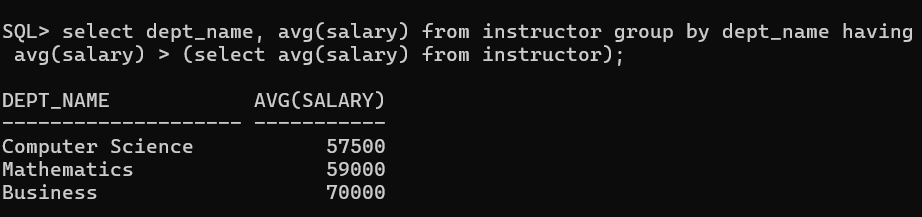 SQL> select dept_name, avg(salary) from instructor group by dept_name having
 avg(salary) > (select avg(salary) from instructor);

DEPT_NAME            AVG(SALARY)
-------------------- -----------
Computer Science           57500
Mathematics                59000
Business                   70000